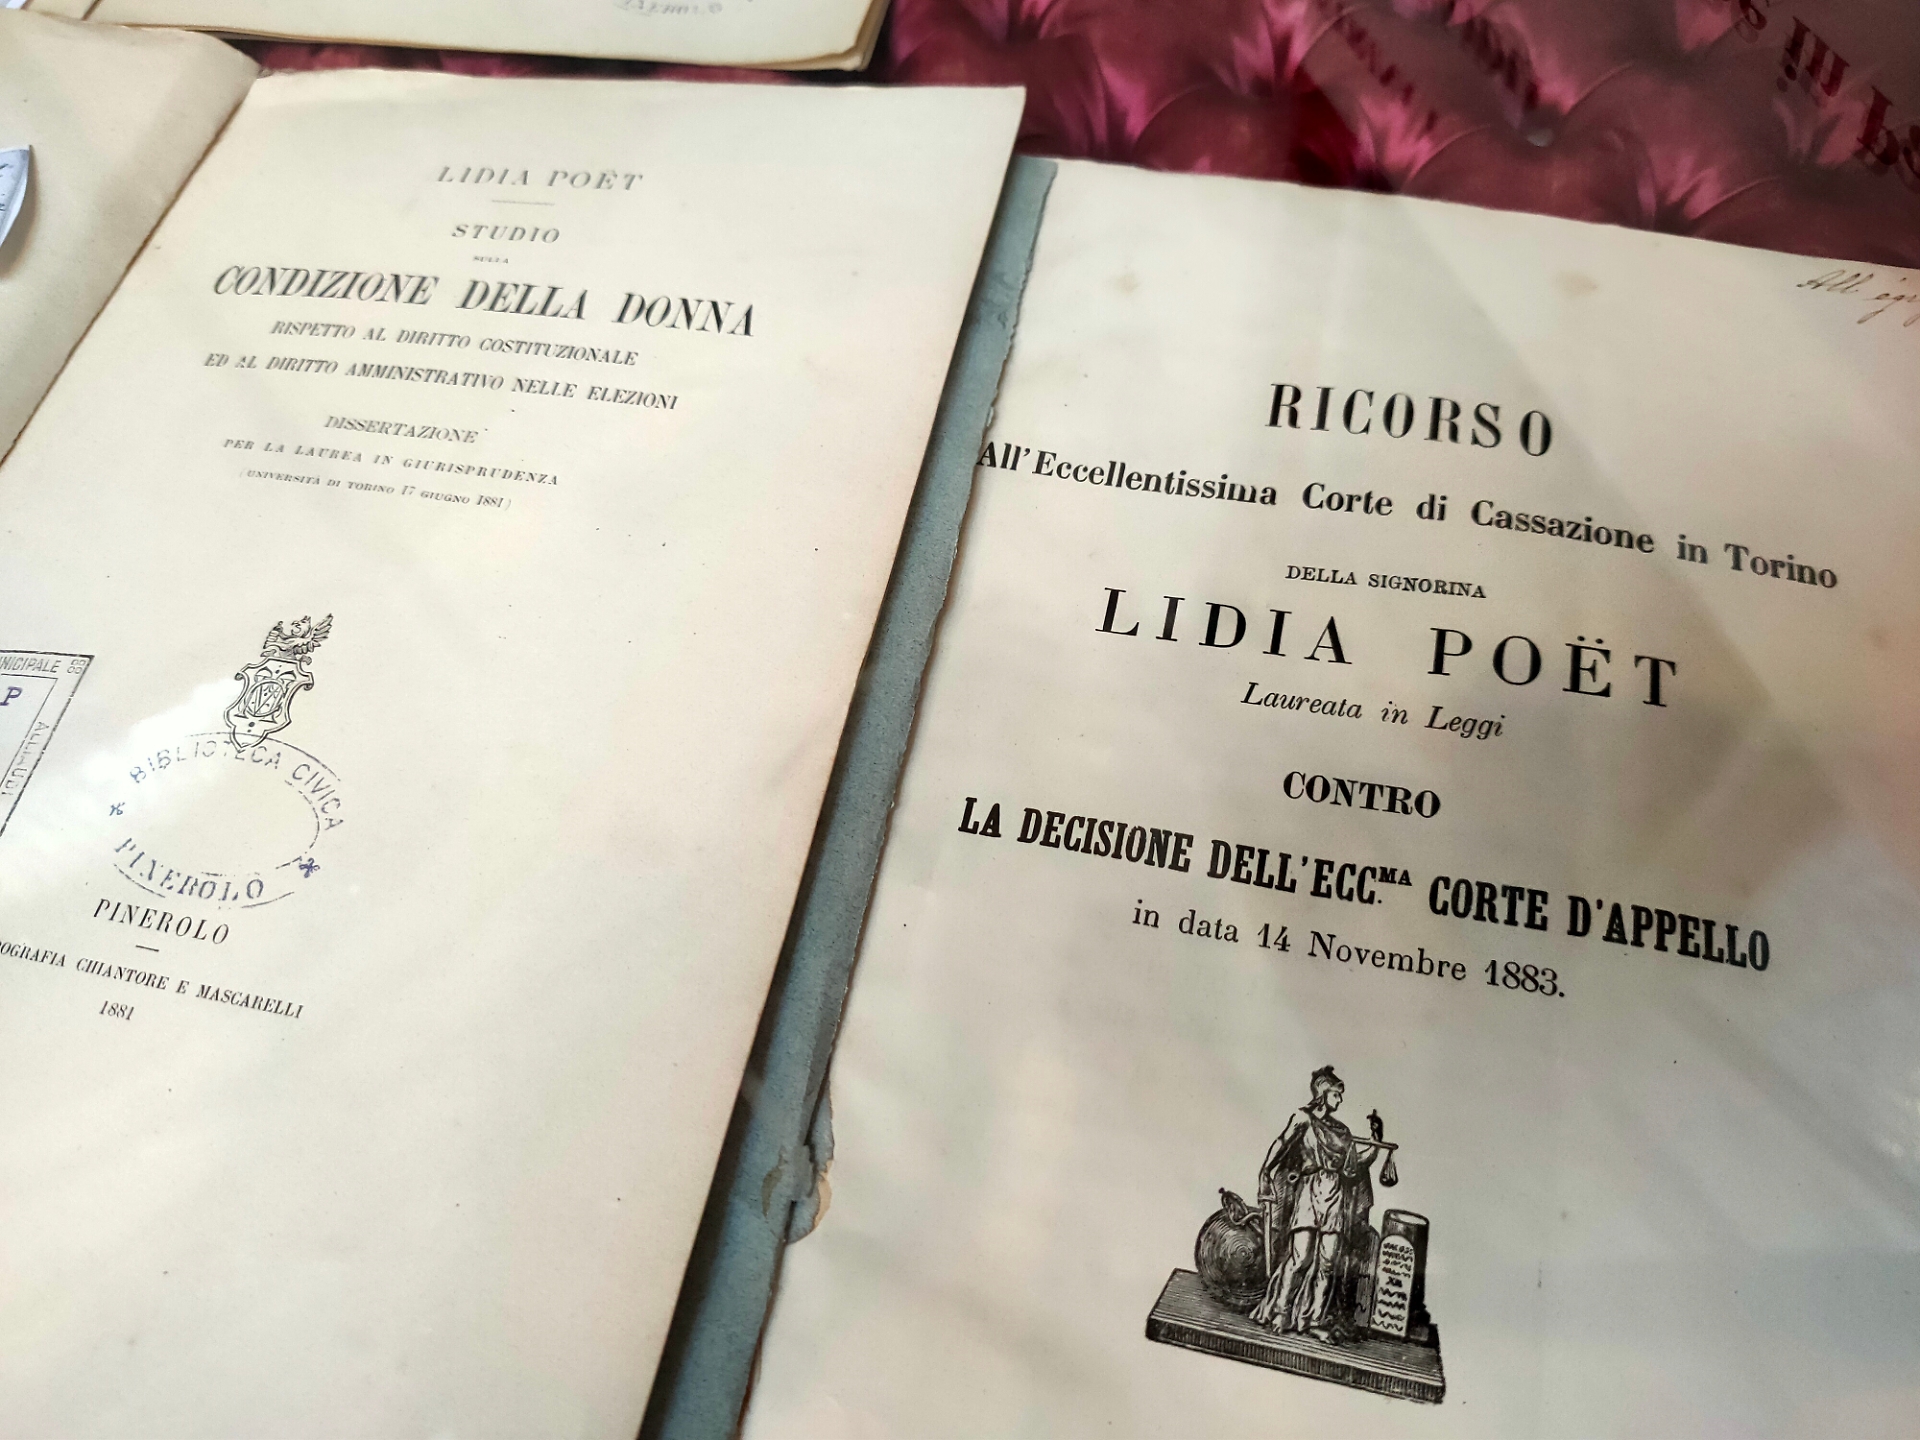 LIDIA POËT
STUDIO
SULLA
CONDIZIONE DELLA DONNA
RISPETTO AL DIRITTO COSTITUZIONALE
ED AL DIRITTO AMMINISTRATIVO NELLE ELEZIONI
DISSERTAZIONE
PER LA LAUREA IN GIURISPRUDENZA
(UNIVERSITÀ DI TORINO 17 GIUGNO 1881)
BIBLIOTECA CIVICA
PINEROLO
PINEROLO
CHIANTORE E MASCARELLI
1881
P
ALLIAUDI
All'
RICORSO
All'Eccellentissima Corte di Cassazione in Torino
DELLA SIGNORINA
LIDIA POËT
Laureata in Leggi
CONTRO
LA DECISIONE DELL'ECC.MA CORTE D'APPELLO
in data 14 Novembre 1883.